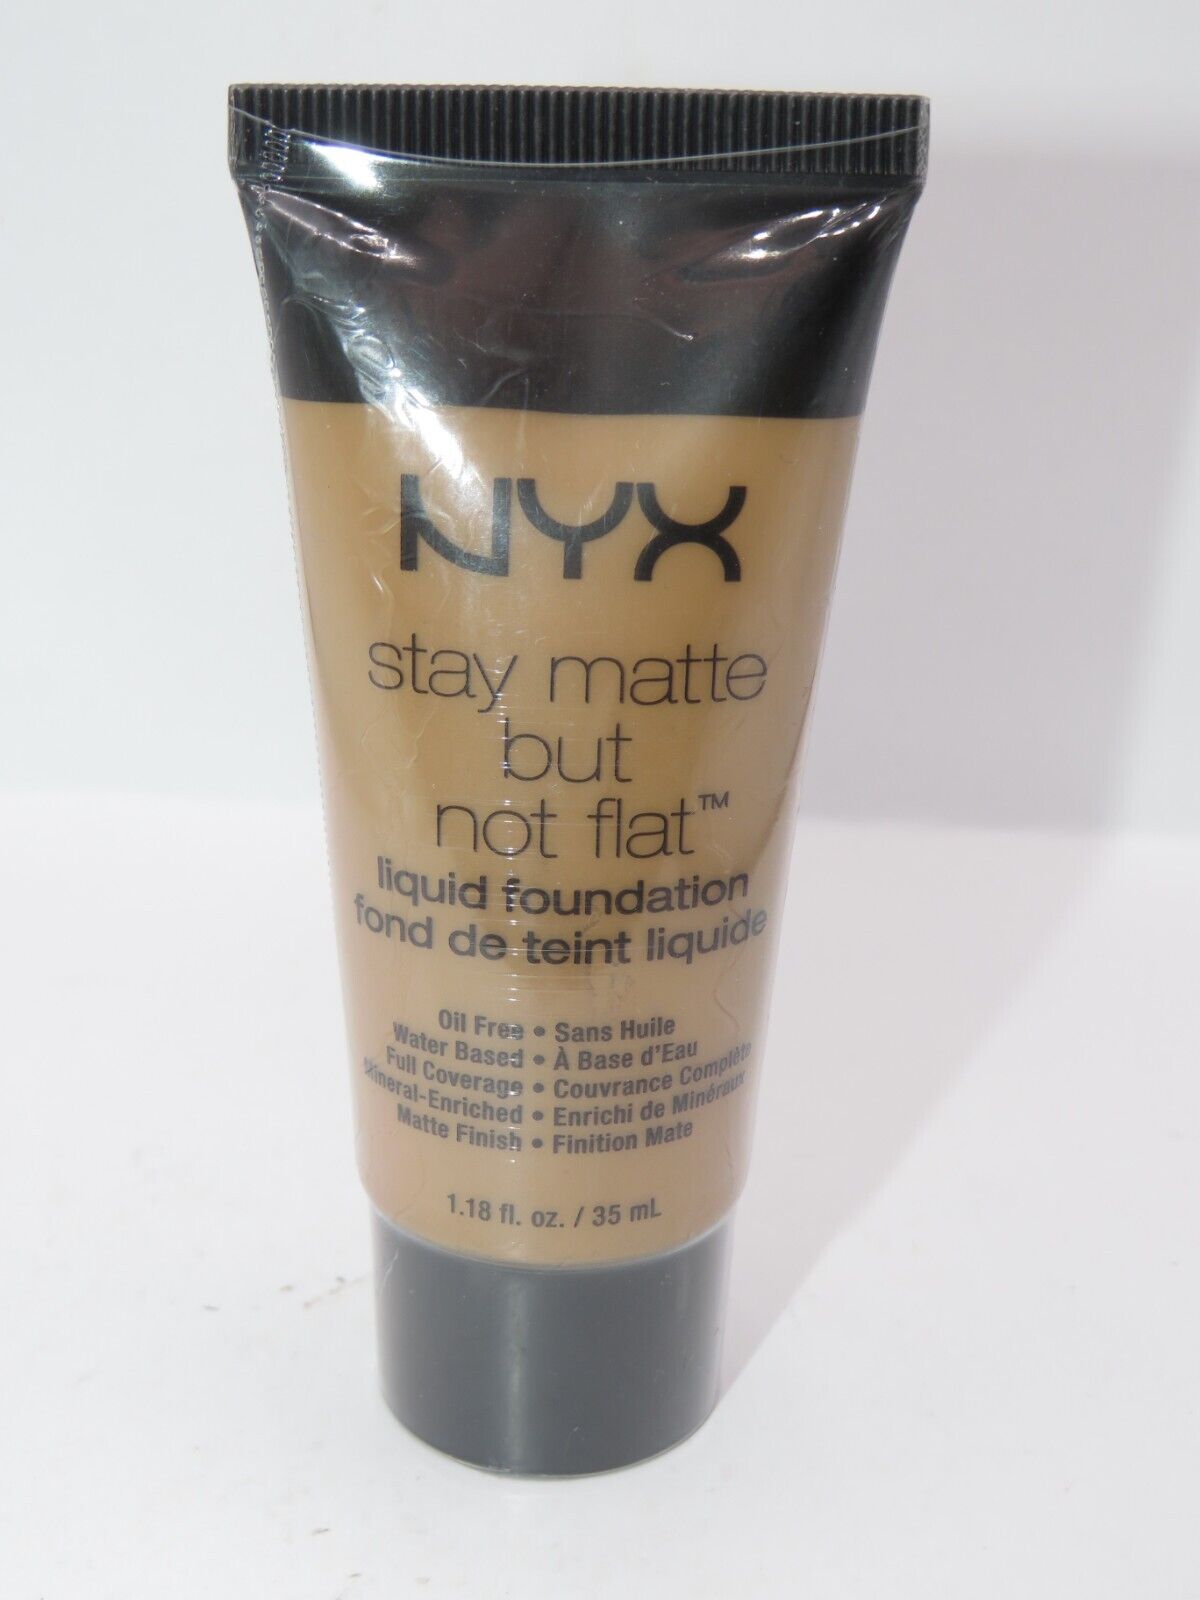 NYX
stay matte
but
not flat™
liquid foundation
fond de teint liquide
Oil Free • Sans Huile
Water Based • À Base d'Eau
Full Coverage • Couvrance Complète
Mineral-Enriched • Enrichi de Minéraux
Matte Finish • Finition Mate
1.18 fl. oz. / 35 mL